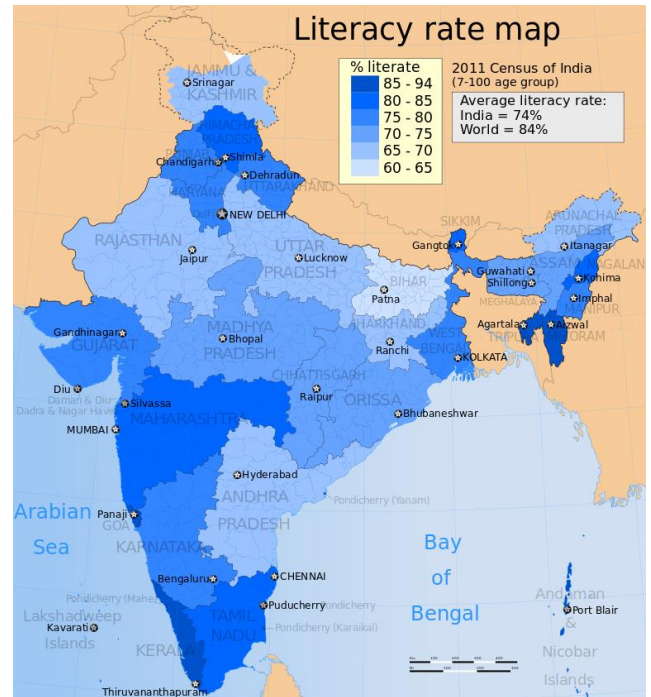 Literacy rate map
% literate
85 - 94
80 - 85
75 - 80
70 - 75
65 - 70
60 - 65
2011 Census of India
(7-100 age group)
Average literacy rate:
India = 74%
World = 84%
JAMMU &
KASHMIR
Srinagar
HIMACHAL
PRADESH
Shimla
PUNJAB
Chandigarh
Dehradun
UTTARAKHAND
HARYANA
Delhi
NEW DELHI
RAJASTHAN
Jaipur
UTTAR
PRADESH
Lucknow
BIHAR
Patna
SIKKIM
Gangtok
ARUNACHAL
PRADESH
Itanagar
ASSAM
NAGALAN
Guwahati
Shillong
Kohima
MEGHALAYA
Imphal
MANIPUR
Agartala
Aizwal
TRIPURA
MIZORAM
Gandhinagar
GUJARAT
MADHYA
PRADESH
Bhopal
JHARKHAND
Ranchi
WEST
BENGAL
KOLKATA
CHHATTISGARH
Raipur
ORISSA
Bhubaneshwar
Diu
Daman & Diu
Dadra & Nagar Have
Silvassa
MAHARASHTRA
MUMBAI
Hyderabad
ANDHRA
PRADESH
Pondicherry (Yanam)
Arabian
Sea
Panaji
GOA
KARNATAKA
Bay
of
Bengal
Bengaluru
CHENNAI
Pondicherry (Mahe)
Puducherry
Pondicherry
Pondicherry (Karaikal)
TAMIL
NADU
Lakshadweep
Islands
Kavarati
KERALA
Thiruvananthapuram
Andaman
&
Nicobar
Islands
Port Blair